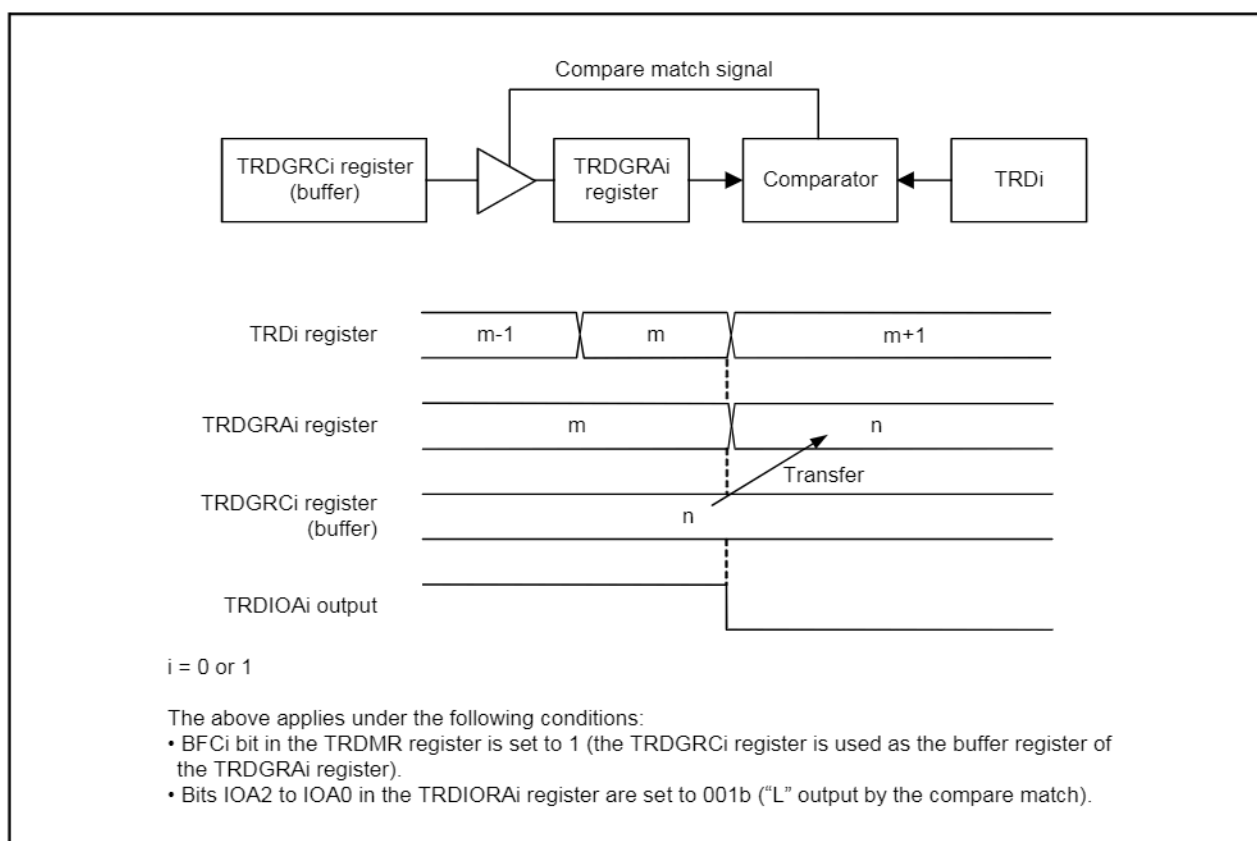 Compare match signal
TRDGRCi register
(buffer)
TRDGRAi
register
Comparator
TRDi
TRDi register
m-1
m
m+1
TRDGRAi register
m
n
Transfer
TRDGRCi register
(buffer)
n
TRDIOAi output
i = 0 or 1
The above applies under the following conditions:
• BFCi bit in the TRDMR register is set to 1 (the TRDGRCi register is used as the buffer register of
the TRDGRAi register).
• Bits IOA2 to IOA0 in the TRDIORAi register are set to 001b (“L” output by the compare match).